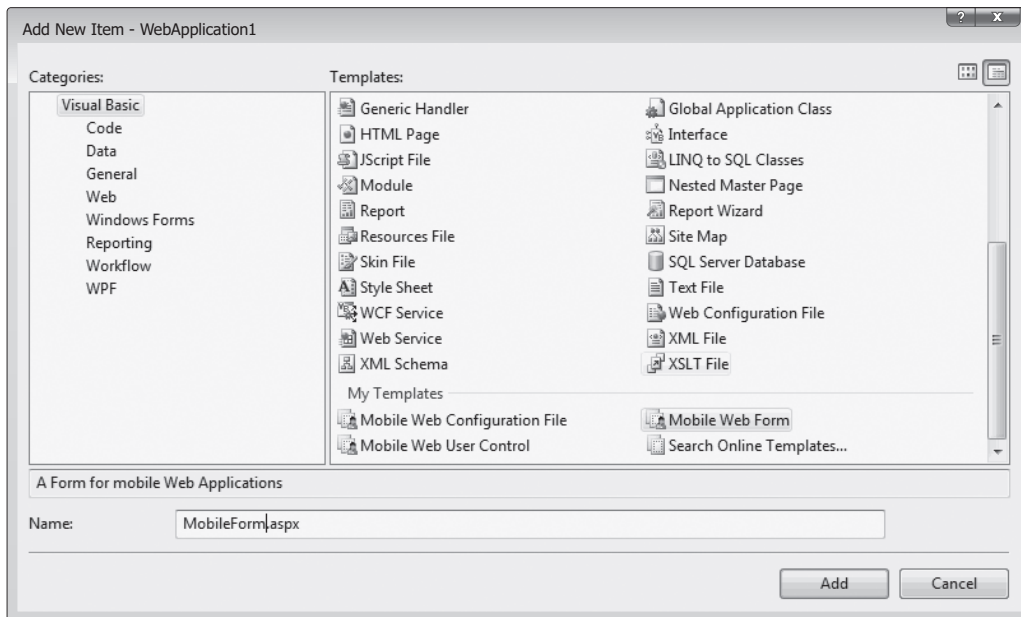 Add New Item - WebApplication1
? X
Categories:
Visual Basic
Code
Data
General
Web
Windows Forms
Reporting
Workflow
WPF
Templates:
Generic Handler
Global Application Class
HTML Page
Interface
JScript File
LINQ to SQL Classes
Module
Nested Master Page
Report
Report Wizard
Resources File
Site Map
Skin File
SQL Server Database
Style Sheet
Text File
WCF Service
Web Configuration File
Web Service
XML File
XML Schema
XSLT File
My Templates
Mobile Web Configuration File
Mobile Web Form
Mobile Web User Control
Search Online Templates...
A Form for mobile Web Applications
Name:
MobileForm.aspx
Add
Cancel